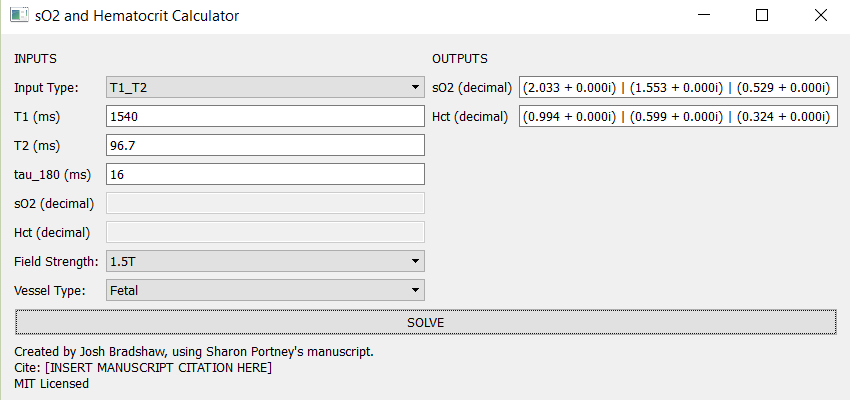 sO2 and Hematocrit Calculator
INPUTS
Input Type: T1_T2
T1 (ms) 1540
T2 (ms) 96.7
tau_180 (ms) 16
sO2 (decimal)
Hct (decimal)
Field Strength: 1.5T
Vessel Type: Fetal
OUTPUTS
sO2 (decimal) (2.033 + 0.000i) | (1.553 + 0.000i) | (0.529 + 0.000i)
Hct (decimal) (0.994 + 0.000i) | (0.599 + 0.000i) | (0.324 + 0.000i)
SOLVE
Created by Josh Bradshaw, using Sharon Portney's manuscript.
Cite: [INSERT MANUSCRIPT CITATION HERE]
MIT Licensed